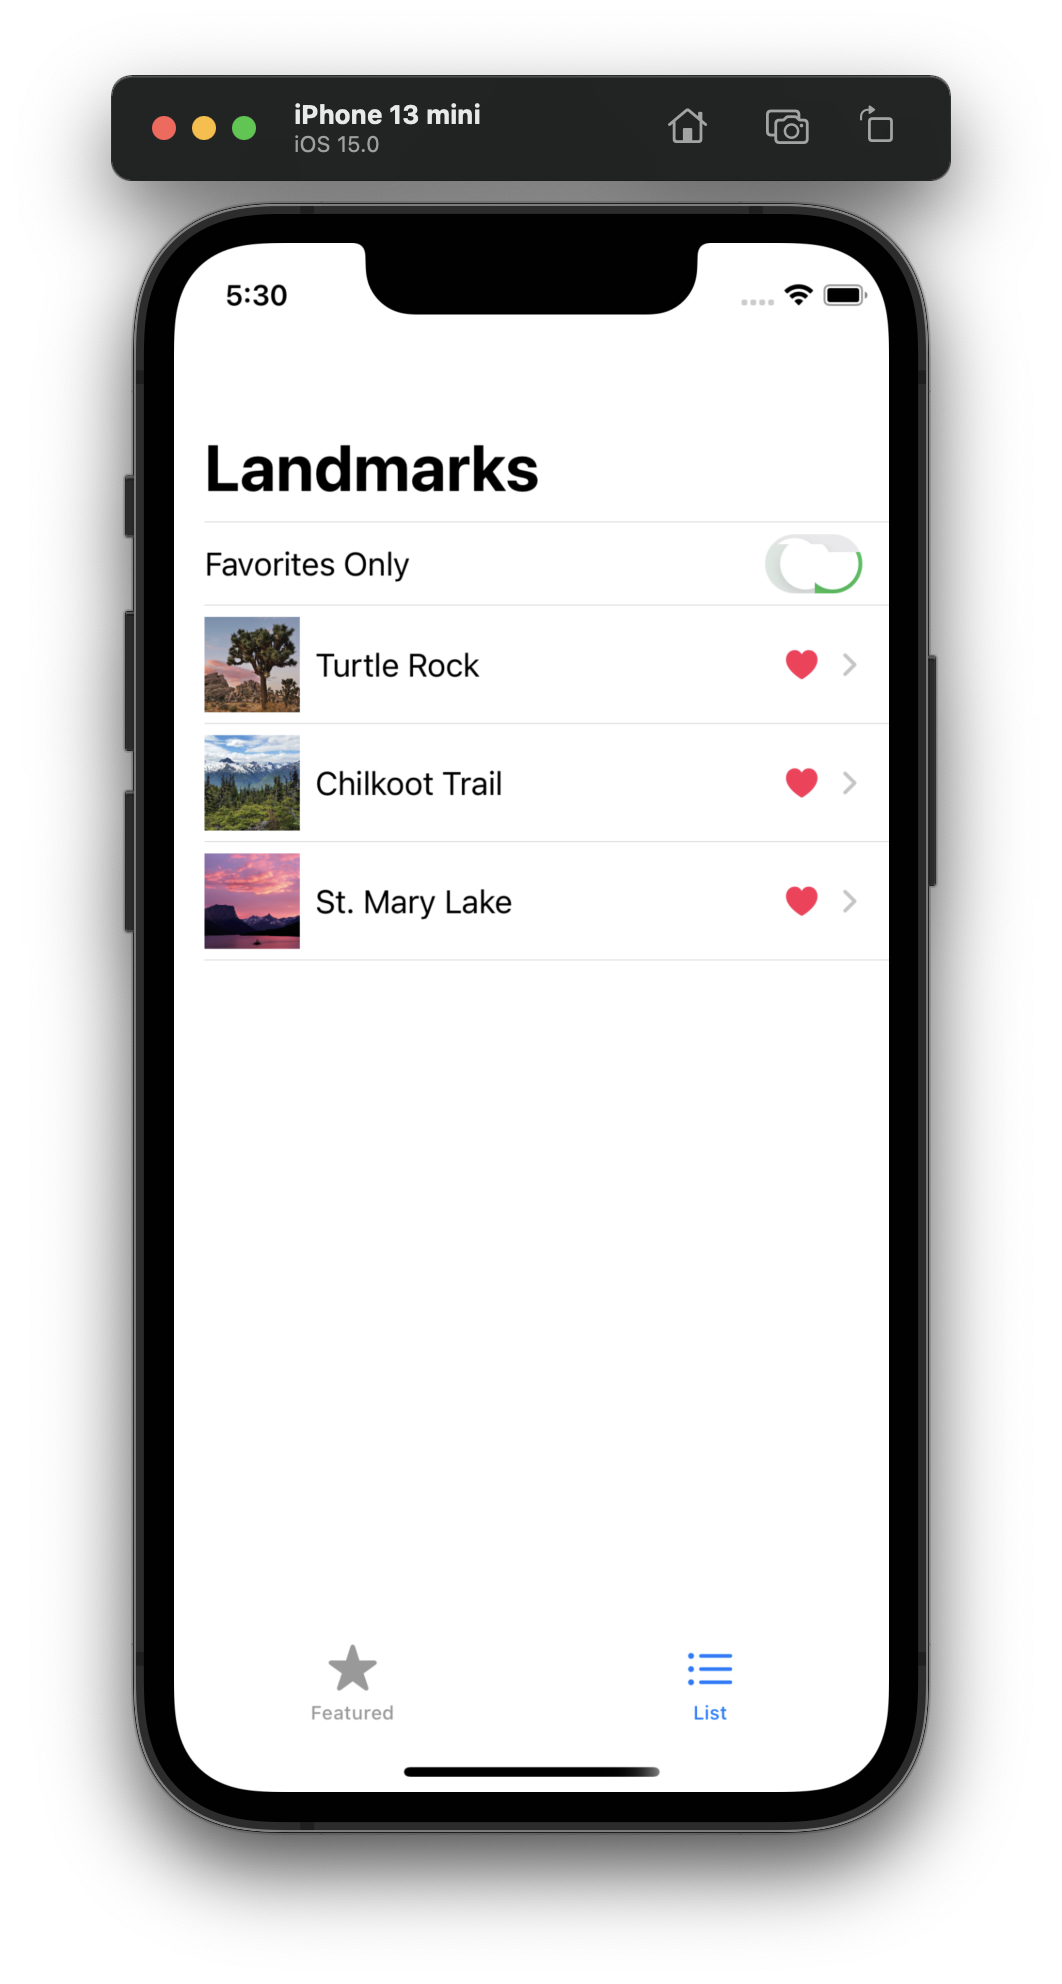 iPhone 13 mini
iOS 15.0
5:30
Landmarks
Favorites Only
Turtle Rock
Chilkoot Trail
St. Mary Lake
Featured
List